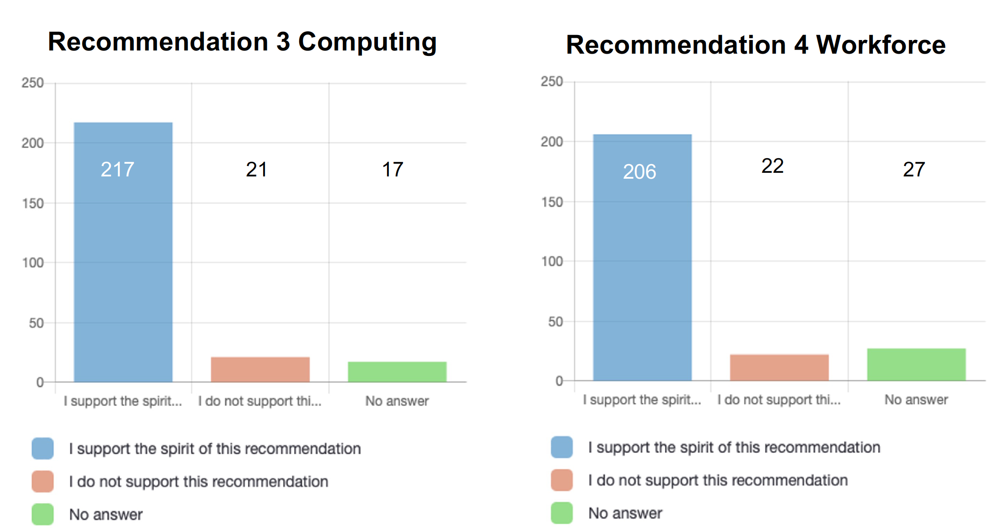 Recommendation 3 Computing
250
200
150
100
50
0
217
21
17
I support the spirit...
I do not support thi...
No answer
I support the spirit of this recommendation
I do not support this recommendation
No answer
Recommendation 4 Workforce
250
200
150
100
50
0
206
22
27
I support the spirit...
I do not support thi...
No answer
I support the spirit of this recommendation
I do not support this recommendation
No answer